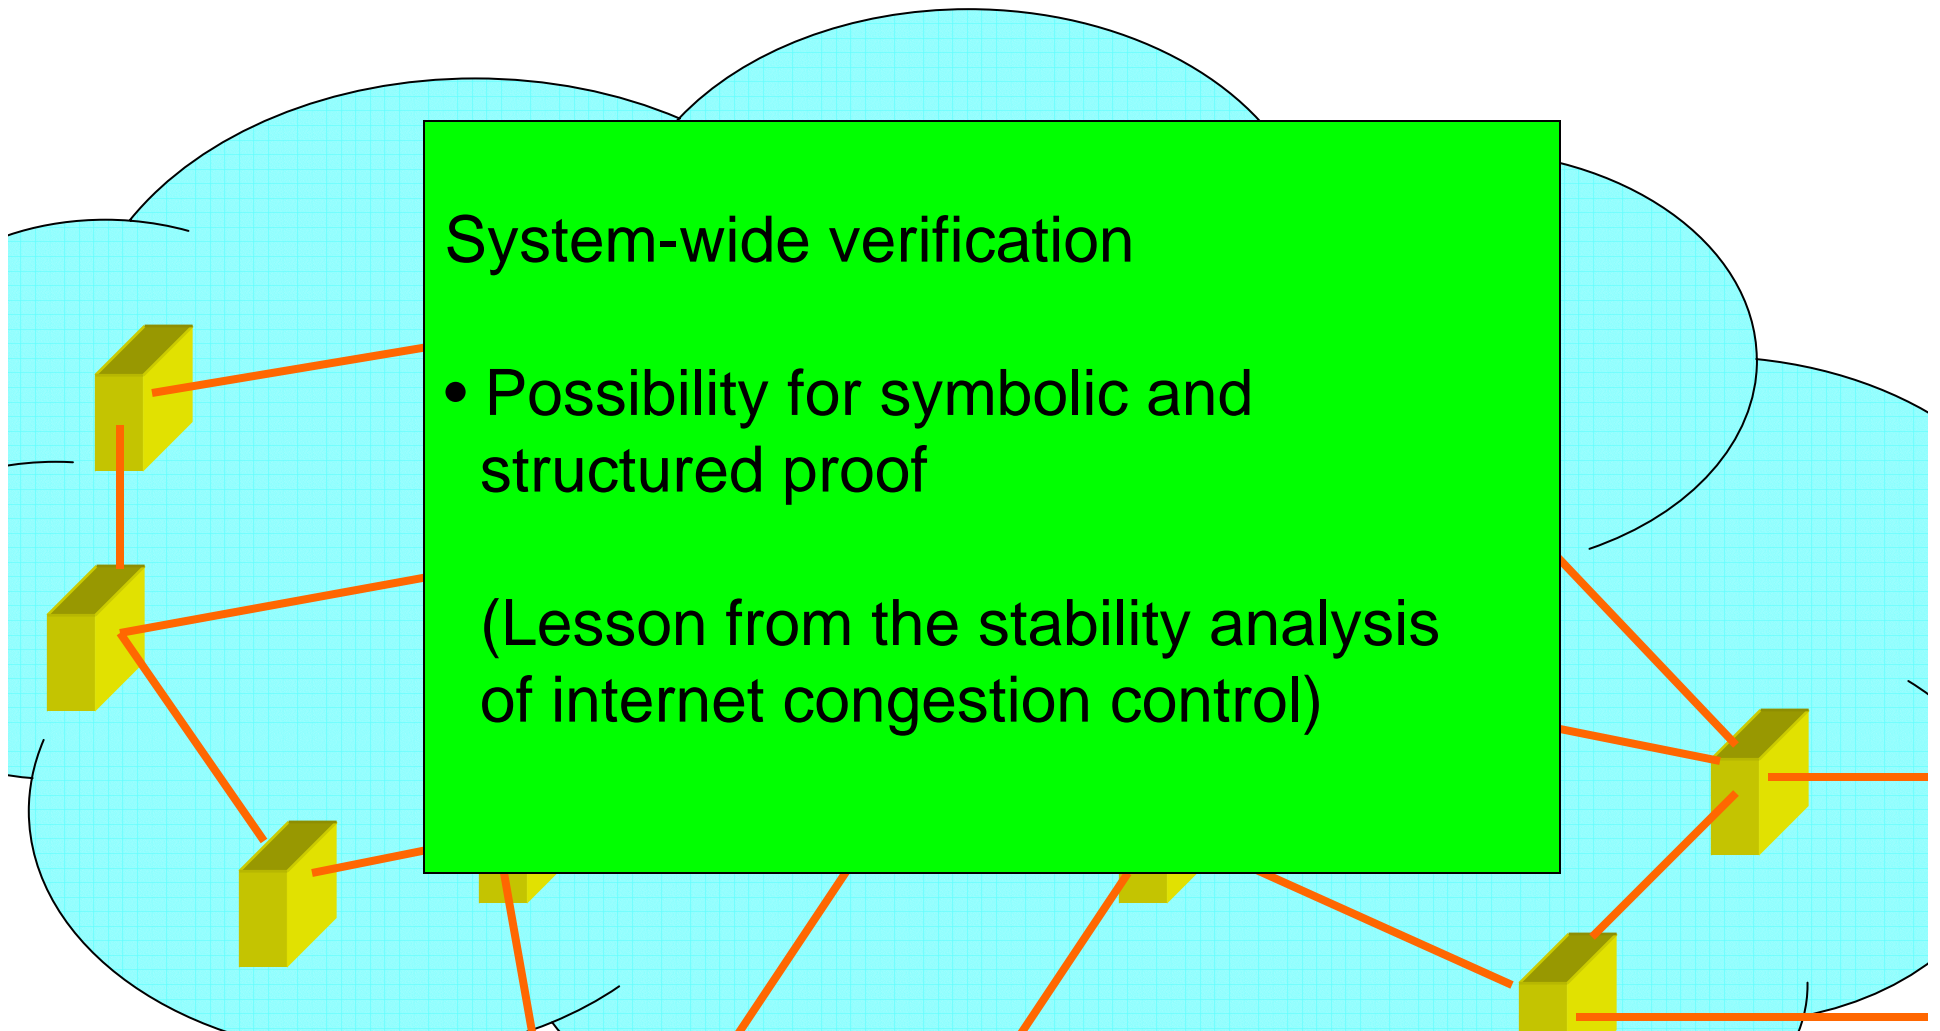 System-wide verification
• Possibility for symbolic and
structured proof
(Lesson from the stability analysis
of internet congestion control)